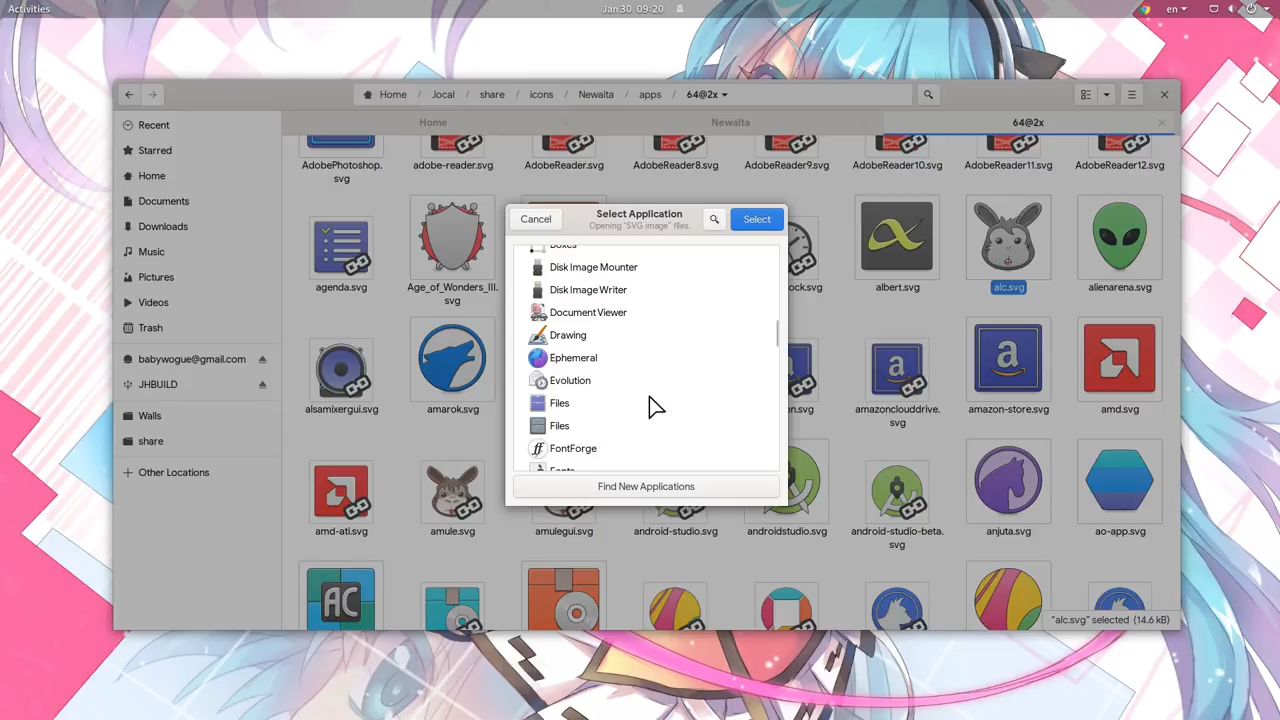 Activities
Jan 30 09:20
en
Home
.local
share
icons
Newaita
apps
64@2x
Home
Newaita
64@2x
Recent
Starred
Home
Documents
Downloads
Music
Pictures
Videos
Trash
babywogue@gmail.com
JHBUILD
Walls
share
Other Locations
AdobePhotoshop.
svg
adobe-reader.svg
AdobeReader.svg
AdobeReader8.svg
AdobeReader9.svg
AdobeReader10.svg
AdobeReader11.svg
AdobeReader12.svg
agenda.svg
Age_of_Wonders_III.
svg
albert.svg
alc.svg
alienarena.svg
alsamixergui.svg
amarok.svg
amazonclouddrive.
svg
amazon-store.svg
amd.svg
amd-ati.svg
amule.svg
amulegui.svg
android-studio.svg
androidstudio.svg
android-studio-beta.
svg
anjuta.svg
ao-app.svg
AC
"alc.svg" selected (14.6 kB)
Cancel
Select Application
Opening "SVG image" files.
Select
Boxes
Disk Image Mounter
Disk Image Writer
Document Viewer
Drawing
Ephemeral
Evolution
Files
Files
FontForge
Fonts
Find New Applications